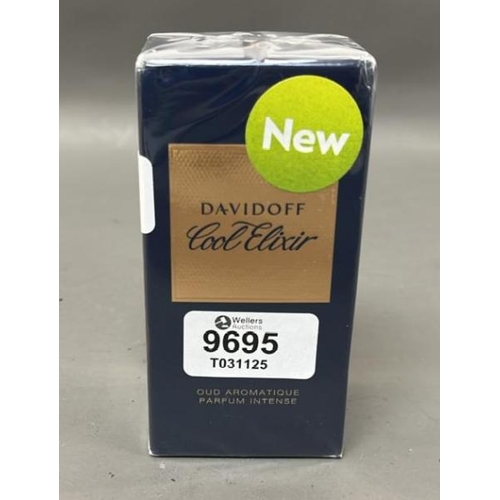 New
DAVIDOFF
Cool Elixir
Wellers
Auctions
9695
T031125
OUD AROMATIQUE
PARFUM INTENSE